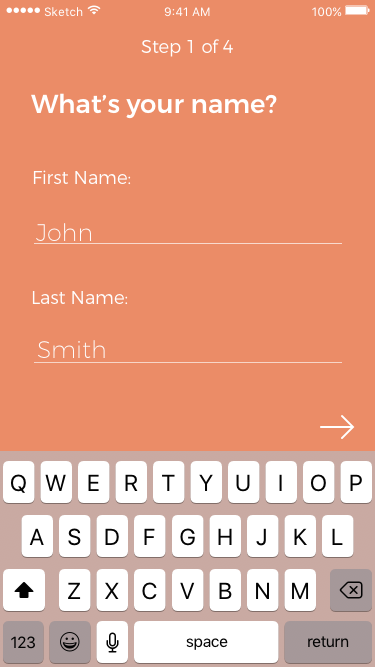 Sketch 9:41 AM 100%
Step 1 of 4
What’s your name?
First Name:
John
Last Name:
Smith
Q W E R T Y U I O P
A S D F G H J K L
Z X C V B N M
123 space return